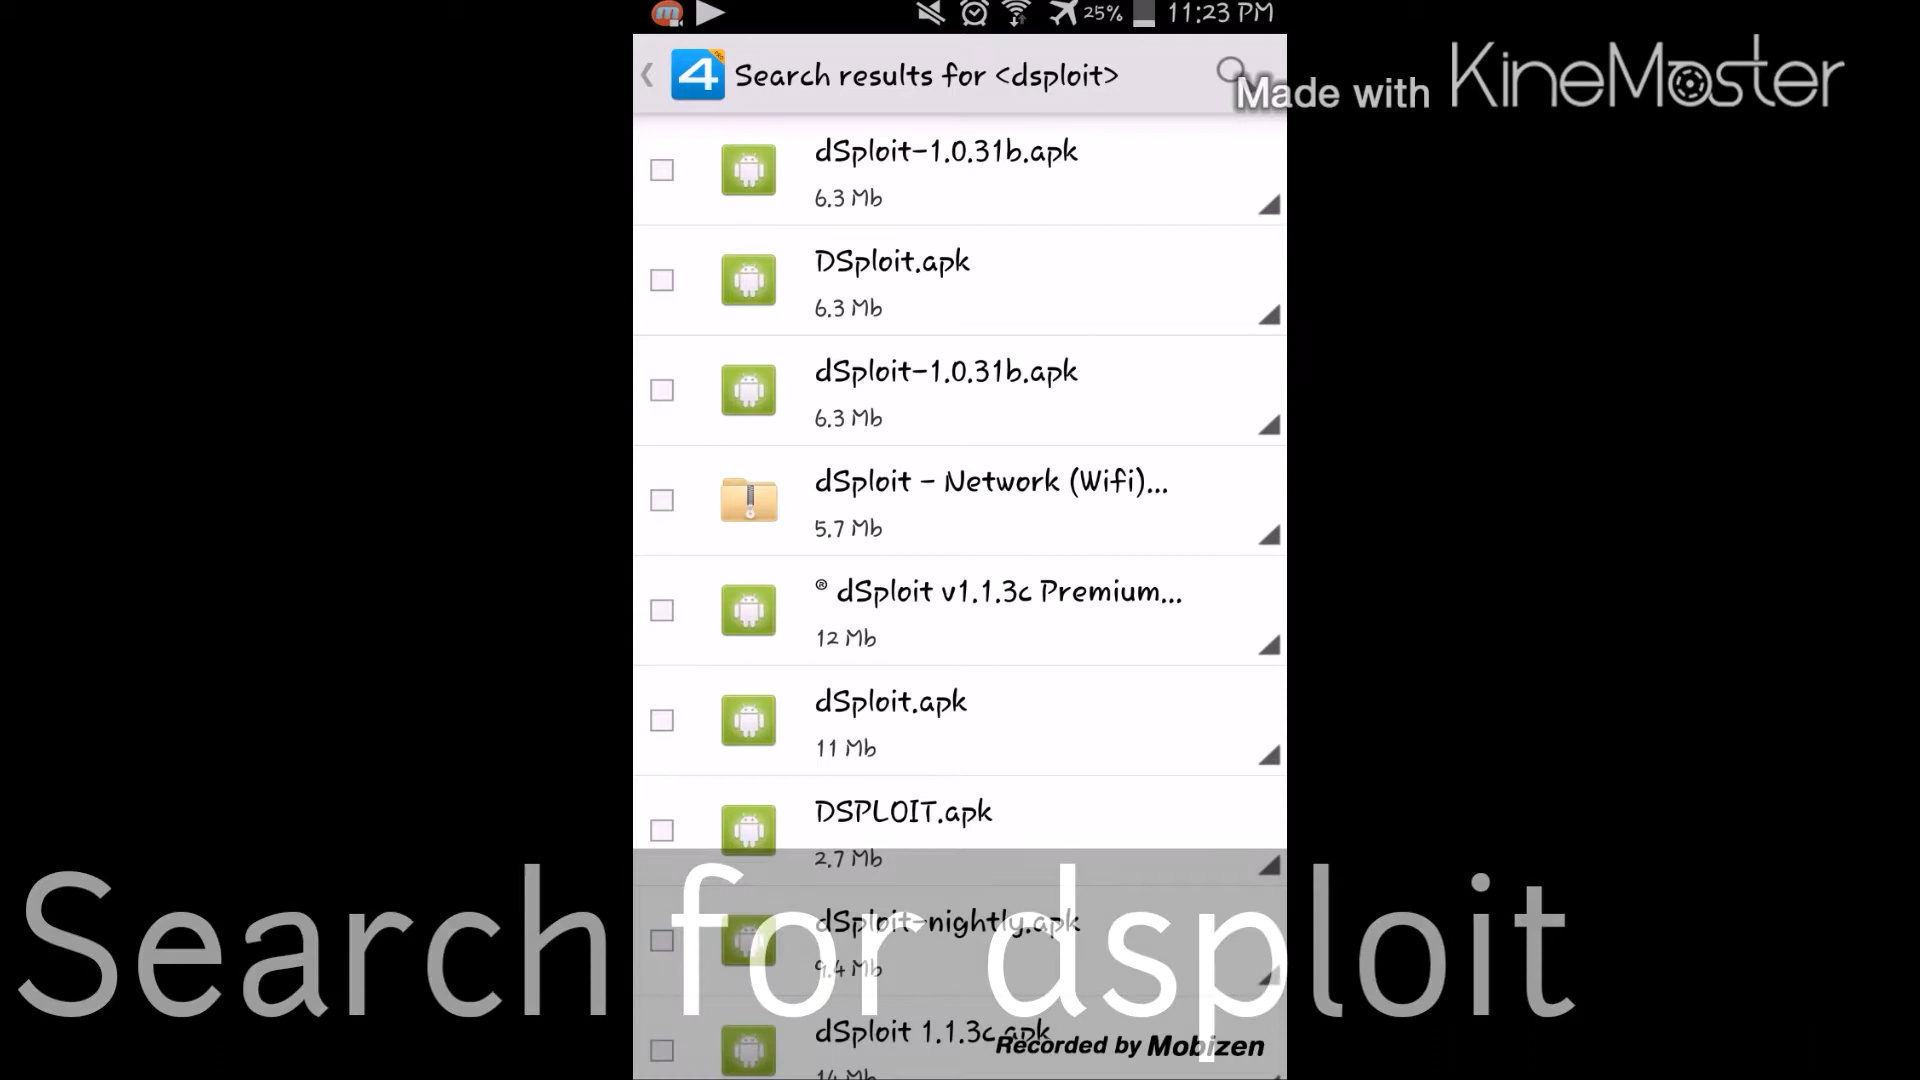 25% 11:23 PM
4 Search results for <dsploit>
Made with KineMaster
dSploit-1.0.31b.apk
6.3 Mb
DSploit.apk
6.3 Mb
dSploit-1.0.31b.apk
6.3 Mb
dSploit - Network (Wifi)...
5.7 Mb
® dSploit v1.1.3c Premium...
12 Mb
dSploit.apk
11 Mb
DSPLOIT.apk
2.7 Mb
dSploit-nightly.apk
9.4 Mb
Search for dsploit
dSploit 1.1.3c.apk
Recorded by Mobizen
14 Mb